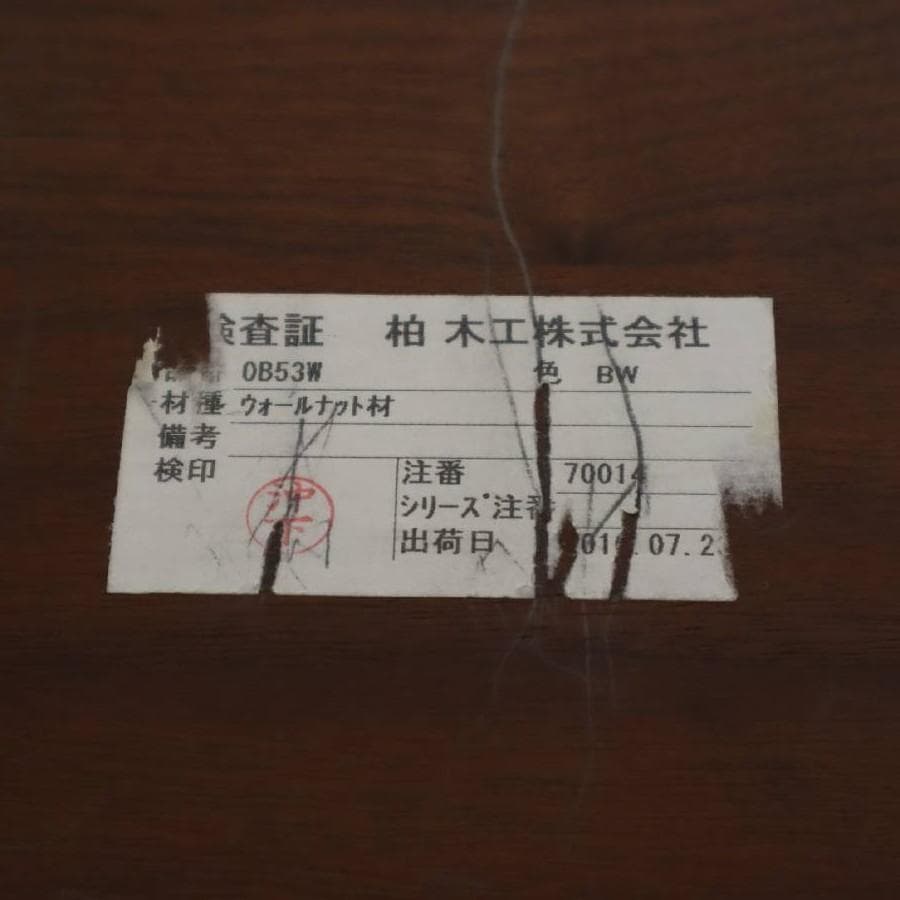 検査証 柏木工株式会社
OB53W 色 BW
材種 ウォールナット材
備考
検印 注番 70014
シリーズ注番
出荷日 .07.2